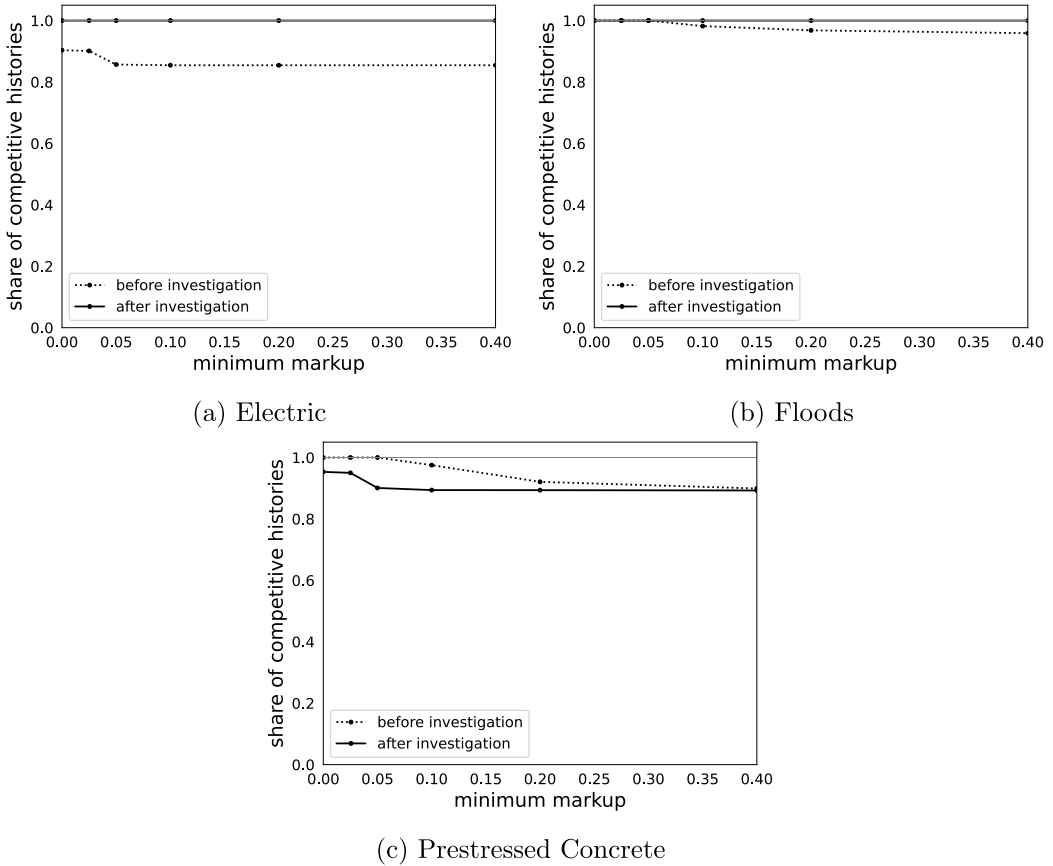 share of competitive histories
1.0
0.8
0.6
0.4
0.2
0.0
before investigation
after investigation
0.00 0.05 0.10 0.15 0.20 0.25 0.30 0.35 0.40
minimum markup
(a) Electric
share of competitive histories
1.0
0.8
0.6
0.4
0.2
0.0
before investigation
after investigation
0.00 0.05 0.10 0.15 0.20 0.25 0.30 0.35 0.40
minimum markup
(b) Floods
share of competitive histories
1.0
0.8
0.6
0.4
0.2
0.0
before investigation
after investigation
0.00 0.05 0.10 0.15 0.20 0.25 0.30 0.35 0.40
minimum markup
(c) Prestressed Concrete